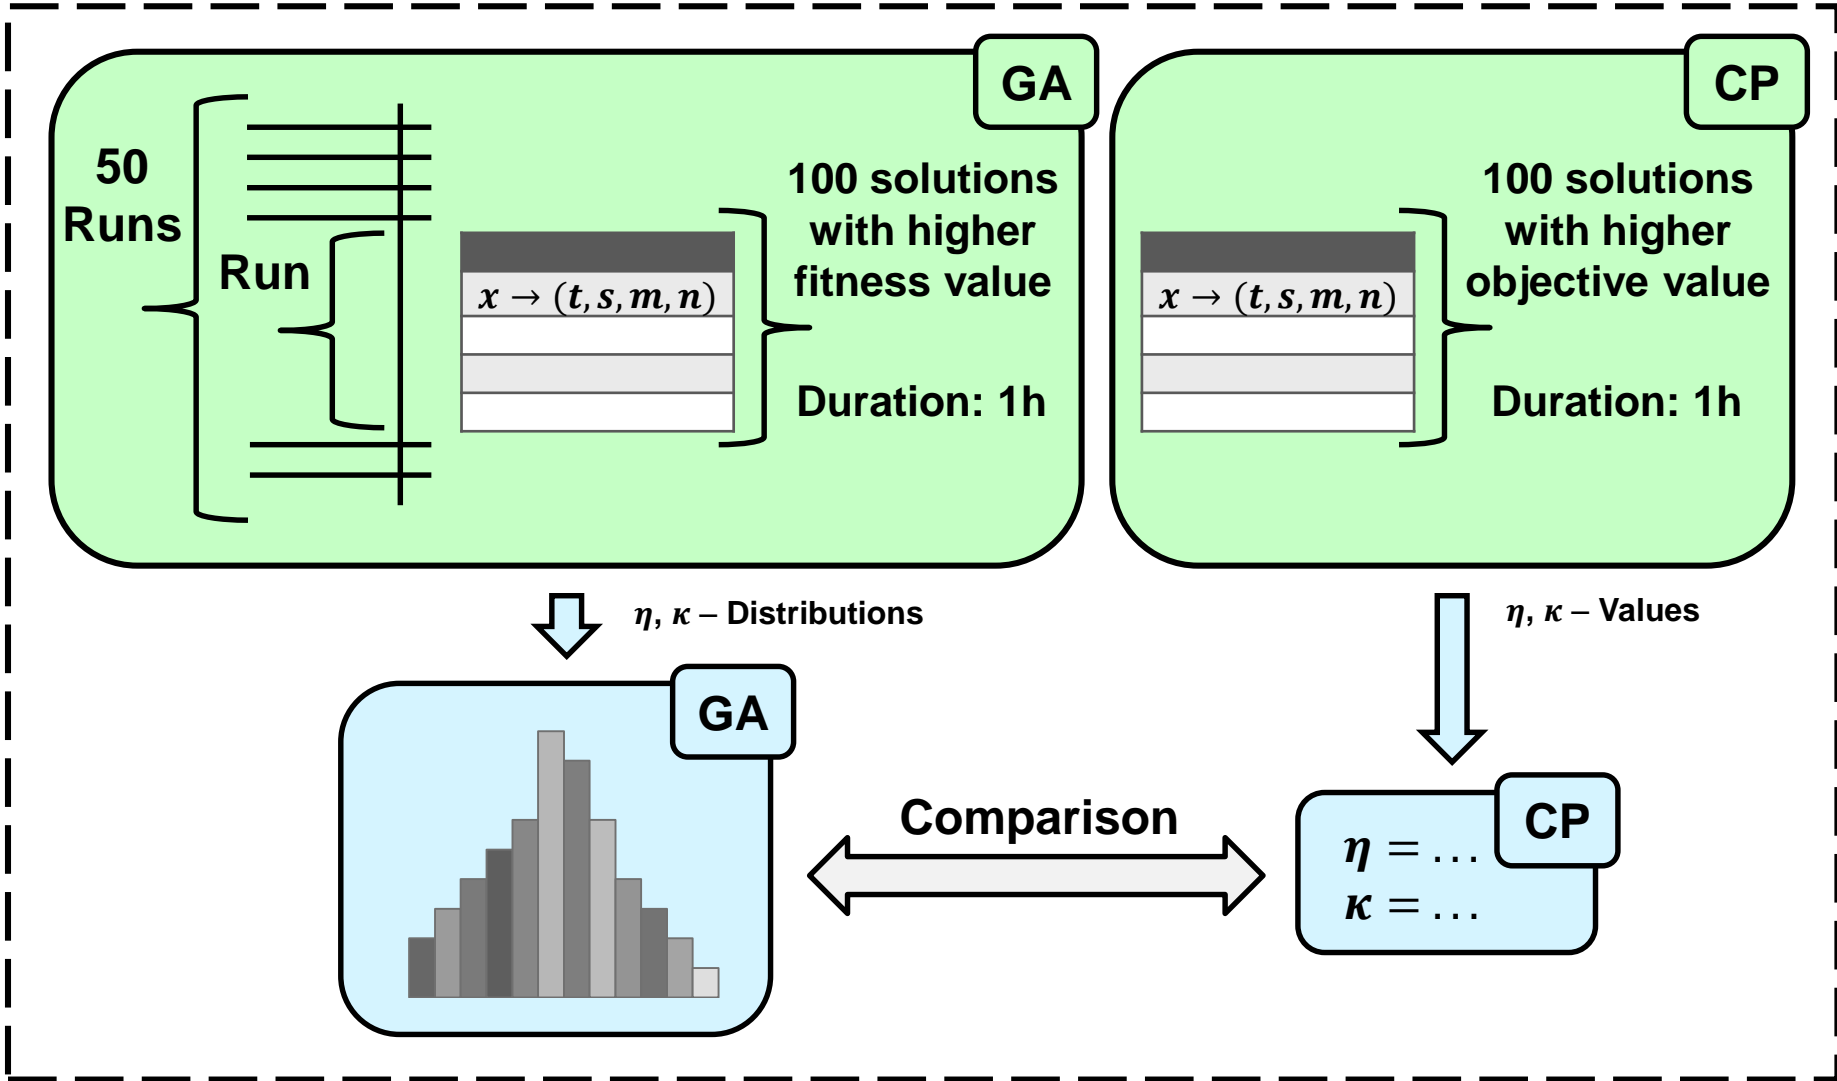 GA
50
Runs
Run
x → (t, s, m, n)
100 solutions
with higher
fitness value
Duration: 1h
CP
x → (t, s, m, n)
100 solutions
with higher
objective value
Duration: 1h
η, κ – Distributions
η, κ – Values
GA
Comparison
CP
η = …
κ = …